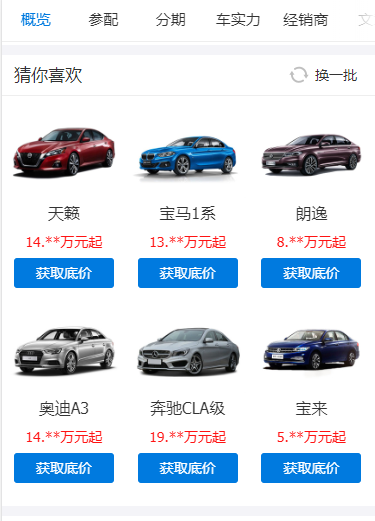 概览 参配 分期 车实力 经销商 文
猜你喜欢 换一批
天籁 宝马1系 朗逸
14.**万元起 13.**万元起 8.**万元起
获取底价 获取底价 获取底价
奥迪A3 奔驰CLA级 宝来
14.**万元起 19.**万元起 5.**万元起
获取底价 获取底价 获取底价